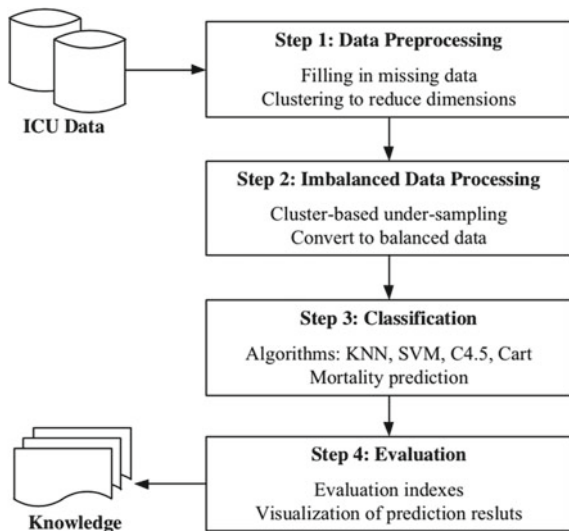 Step 1: Data Preprocessing
Filling in missing data
Clustering to reduce dimensions
ICU Data
Step 2: Imbalanced Data Processing
Cluster-based under-sampling
Convert to balanced data
Step 3: Classification
Algorithms: KNN, SVM, C4.5, Cart
Mortality prediction
Step 4: Evaluation
Evaluation indexes
Visualization of prediction resluts
Knowledge